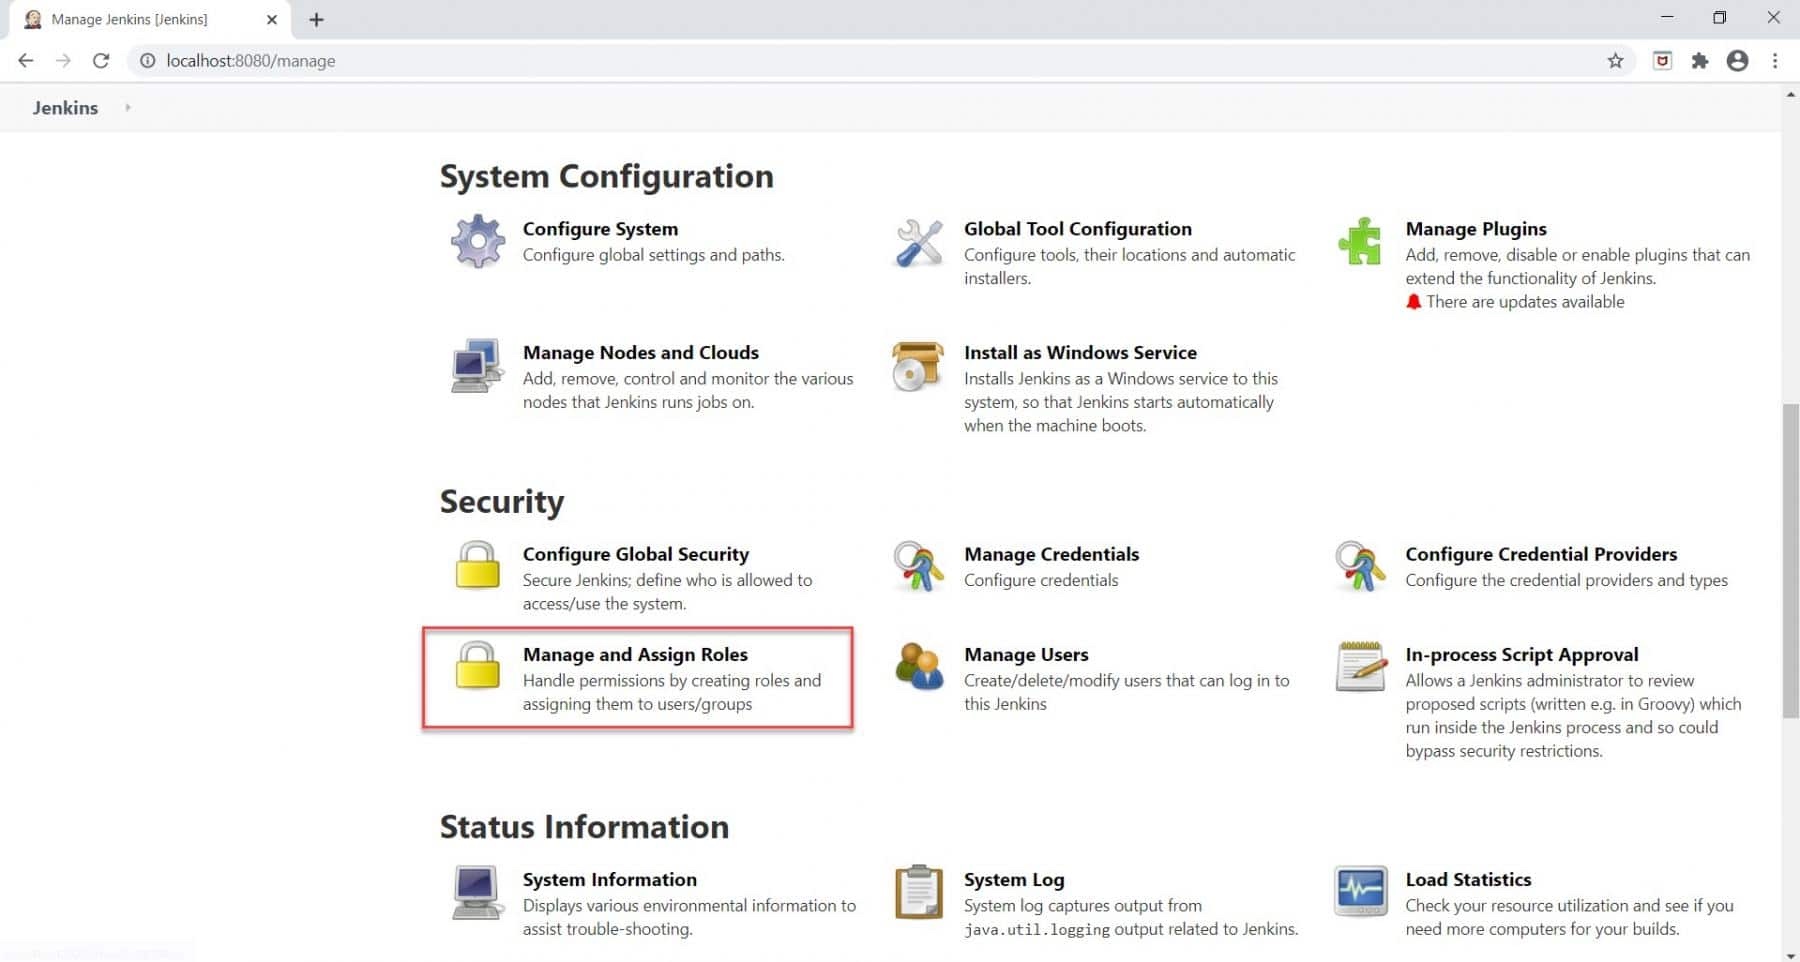 Manage Jenkins [Jenkins]
localhost:8080/manage
Jenkins
System Configuration
Configure System
Configure global settings and paths.
Global Tool Configuration
Configure tools, their locations and automatic
installers.
Manage Plugins
Add, remove, disable or enable plugins that can
extend the functionality of Jenkins.
There are updates available
Manage Nodes and Clouds
Add, remove, control and monitor the various
nodes that Jenkins runs jobs on.
Install as Windows Service
Installs Jenkins as a Windows service to this
system, so that Jenkins starts automatically
when the machine boots.
Security
Configure Global Security
Secure Jenkins; define who is allowed to
access/use the system.
Manage Credentials
Configure credentials
Configure Credential Providers
Configure the credential providers and types
Manage and Assign Roles
Handle permissions by creating roles and
assigning them to users/groups
Manage Users
Create/delete/modify users that can log in to
this Jenkins
In-process Script Approval
Allows a Jenkins administrator to review
proposed scripts (written e.g. in Groovy) which
run inside the Jenkins process and so could
bypass security restrictions.
Status Information
System Information
Displays various environmental information to
assist trouble-shooting.
System Log
System log captures output from
java.util.logging output related to Jenkins.
Load Statistics
Check your resource utilization and see if you
need more computers for your builds.